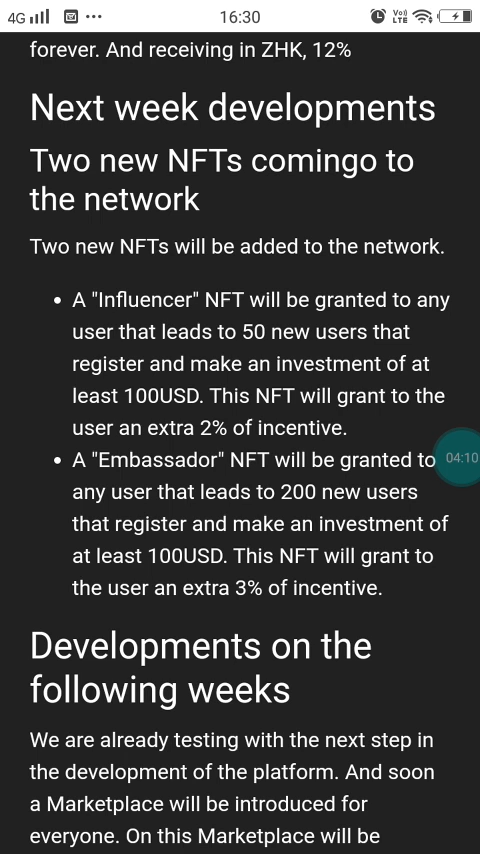 4G 16:30 Vo)) LTE
forever. And receiving in ZHK, 12%
Next week developments
Two new NFTs comingo to
the network
Two new NFTs will be added to the network.
• A "Influencer" NFT will be granted to any
user that leads to 50 new users that
register and make an investment of at
least 100USD. This NFT will grant to the
user an extra 2% of incentive.
• A "Embassador" NFT will be granted to
04:10
any user that leads to 200 new users
that register and make an investment of
at least 100USD. This NFT will grant to
the user an extra 3% of incentive.
Developments on the
following weeks
We are already testing with the next step in
the development of the platform. And soon
a Marketplace will be introduced for
everyone. On this Marketplace will be